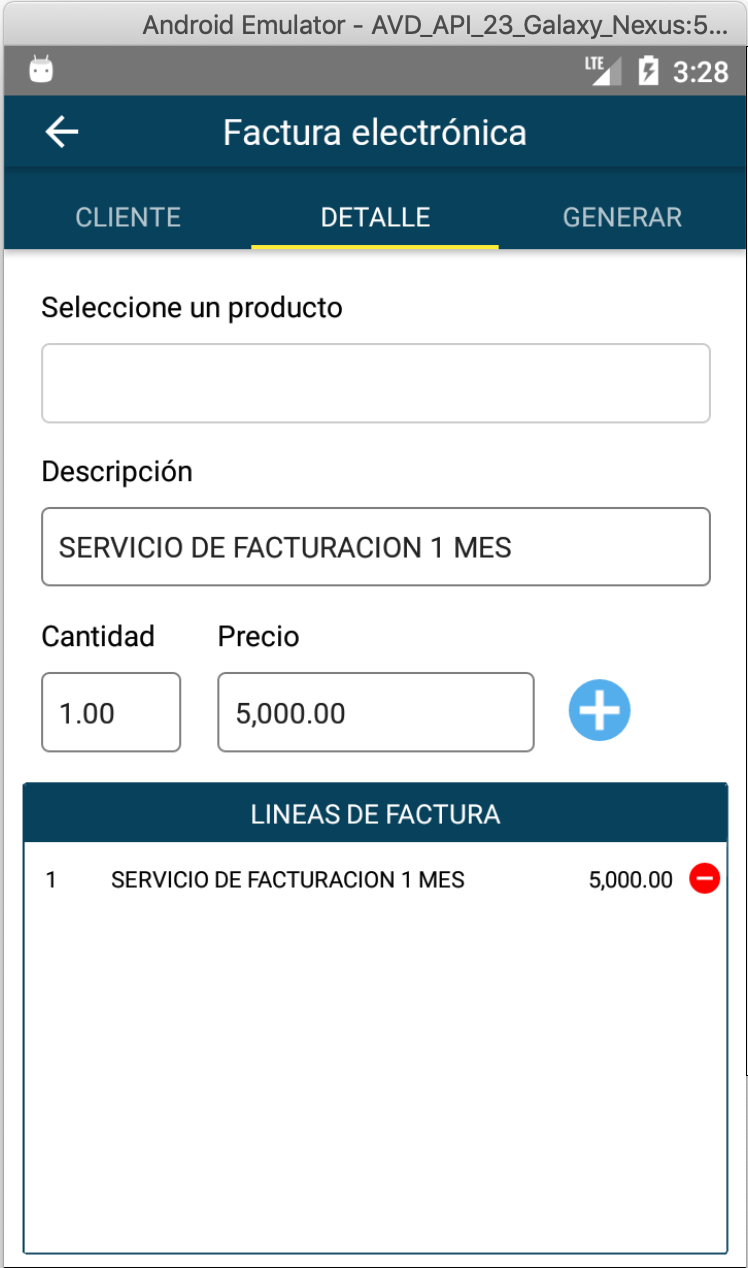 Android Emulator - AVD_API_23_Galaxy_Nexus:5...
LTE 3:28
Factura electrónica
CLIENTE DETALLE GENERAR
Seleccione un producto
Descripción
SERVICIO DE FACTURACION 1 MES
Cantidad Precio
1.00 5,000.00
LINEAS DE FACTURA
1 SERVICIO DE FACTURACION 1 MES 5,000.00